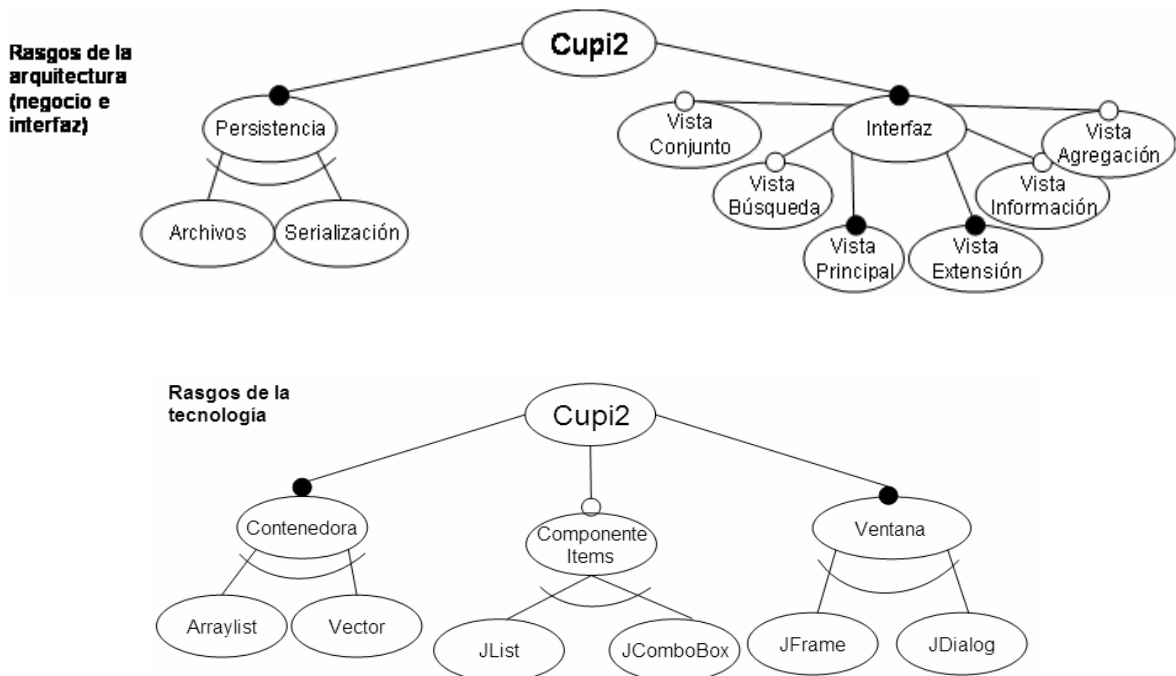 Rasgos de la
arquitectura
(negocio e
interfaz)
Cupi2
Persistencia
Archivos
Serialización
Interfaz
Vista
Conjunto
Vista
Búsqueda
Vista
Principal
Vista
Extensión
Vista
Información
Vista
Agregación
Rasgos de la
tecnología
Cupi2
Contenedora
Arraylist
Vector
Componente
Items
JList
JComboBox
Ventana
JFrame
JDialog